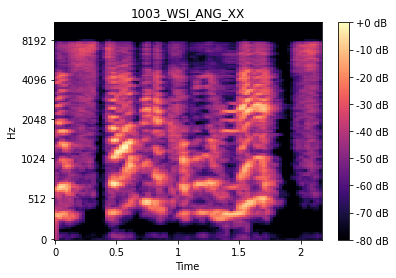 1003_WSI_ANG_XX
+0 dB
8192
-10 dB
4096
-20 dB
-30 dB
2048
Hz
-40 dB
1024
-50 dB
512
-60 dB
-70 dB
0
-80 dB
0 0.5 1 1.5 2
Time